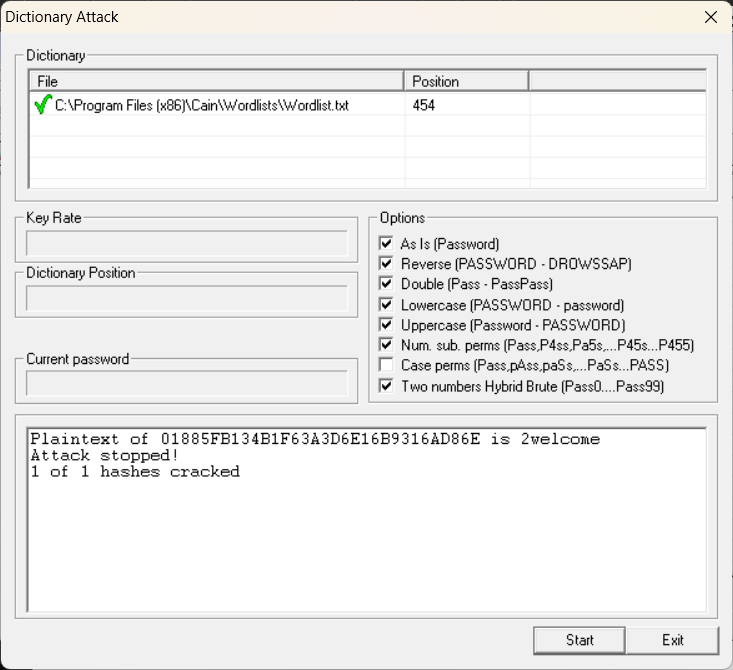 Dictionary Attack
Dictionary
File Position
C:\Program Files (x86)\Cain\Wordlists\Wordlist.txt 454
Key Rate
Dictionary Position
Current password
Options
As Is (Password)
Reverse (PASSWORD - DROWSSAP)
Double (Pass - PassPass)
Lowercase (PASSWORD - password)
Uppercase (Password - PASSWORD)
Num. sub. perms (Pass,P4ss,Pa5s,...P45s...P455)
Case perms (Pass,pAss,paSs,...PaSs...PASS)
Two numbers Hybrid Brute (Pass0....Pass99)
Plaintext of 01885FB134B1F63A3D6E16B9316AD86E is 2welcome
Attack stopped!
1 of 1 hashes cracked
Start Exit